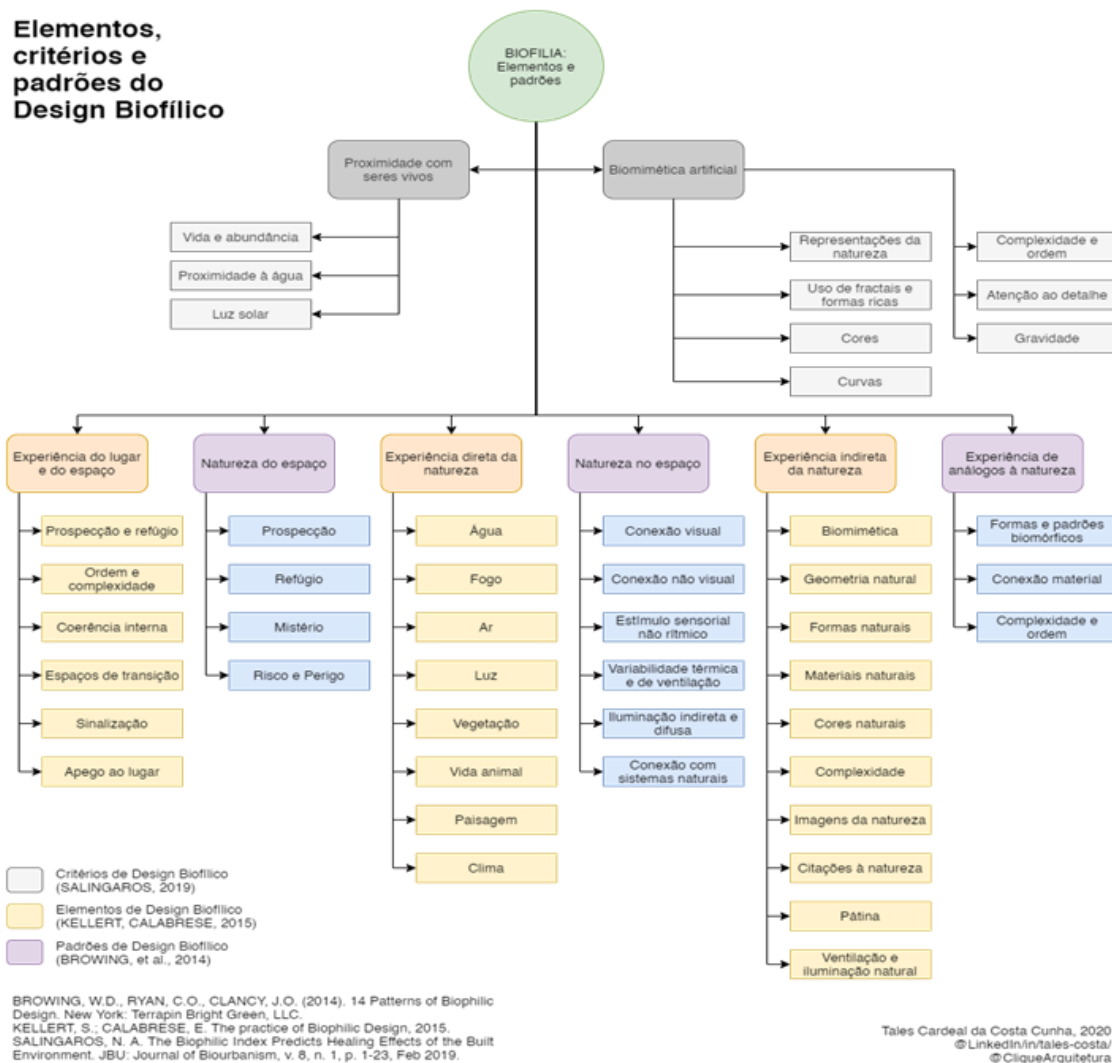 Elementos,
critérios e
padrões do
Design Biofílico
BIOFILIA:
Elementos e
padrões
Proximidade com
seres vivos
Biomimética artificial
Vida e abundância
Proximidade à água
Luz solar
Representações da
natureza
Uso de fractais e
formas ricas
Cores
Curvas
Complexidade e
ordem
Atenção ao detalhe
Gravidade
Experiência do lugar
e do espaço
Prospecção e refúgio
Ordem e
complexidade
Coerência interna
Espaços de transição
Sinalização
Apego ao lugar
Natureza do espaço
Prospecção
Refúgio
Mistério
Risco e Perigo
Experiência direta da
natureza
Água
Fogo
Ar
Luz
Vegetação
Vida animal
Paisagem
Clima
Natureza no espaço
Conexão visual
Conexão não visual
Estímulo sensorial
não rítmico
Variabilidade térmica
e de ventilação
Iluminação indireta e
difusa
Conexão com
sistemas naturais
Experiência indireta
da natureza
Biomimética
Geometria natural
Formas naturais
Materiais naturais
Cores naturais
Complexidade
Imagens da natureza
Citações à natureza
Pátina
Ventilação e
iluminação natural
Experiência de
análogos à natureza
Formas e padrões
biomórficos
Conexão material
Complexidade e
ordem
Critérios de Design Biofílico
(SALINGAROS, 2019)
Elementos de Design Biofílico
(KELLERT, CALABRESE, 2015)
Padrões de Design Biofílico
(BROWING, et al., 2014)
BROWING, W.D., RYAN, C.O., CLANCY, J.O. (2014). 14 Patterns of Biophilic
Design. New York: Terrapin Bright Green, LLC.
KELLERT, S.; CALABRESE, E. The practice of Biophilic Design, 2015.
SALINGAROS, N. A. The Biophilic Index Predicts Healing Effects of the Built
Environment. JBU: Journal of Biourbanism, v. 8, n. 1, p. 1-23, Feb 2019.
Tales Cardeal da Costa Cunha, 2020
@LinkedIn/in/tales-costa/
@CliqueArquitetura